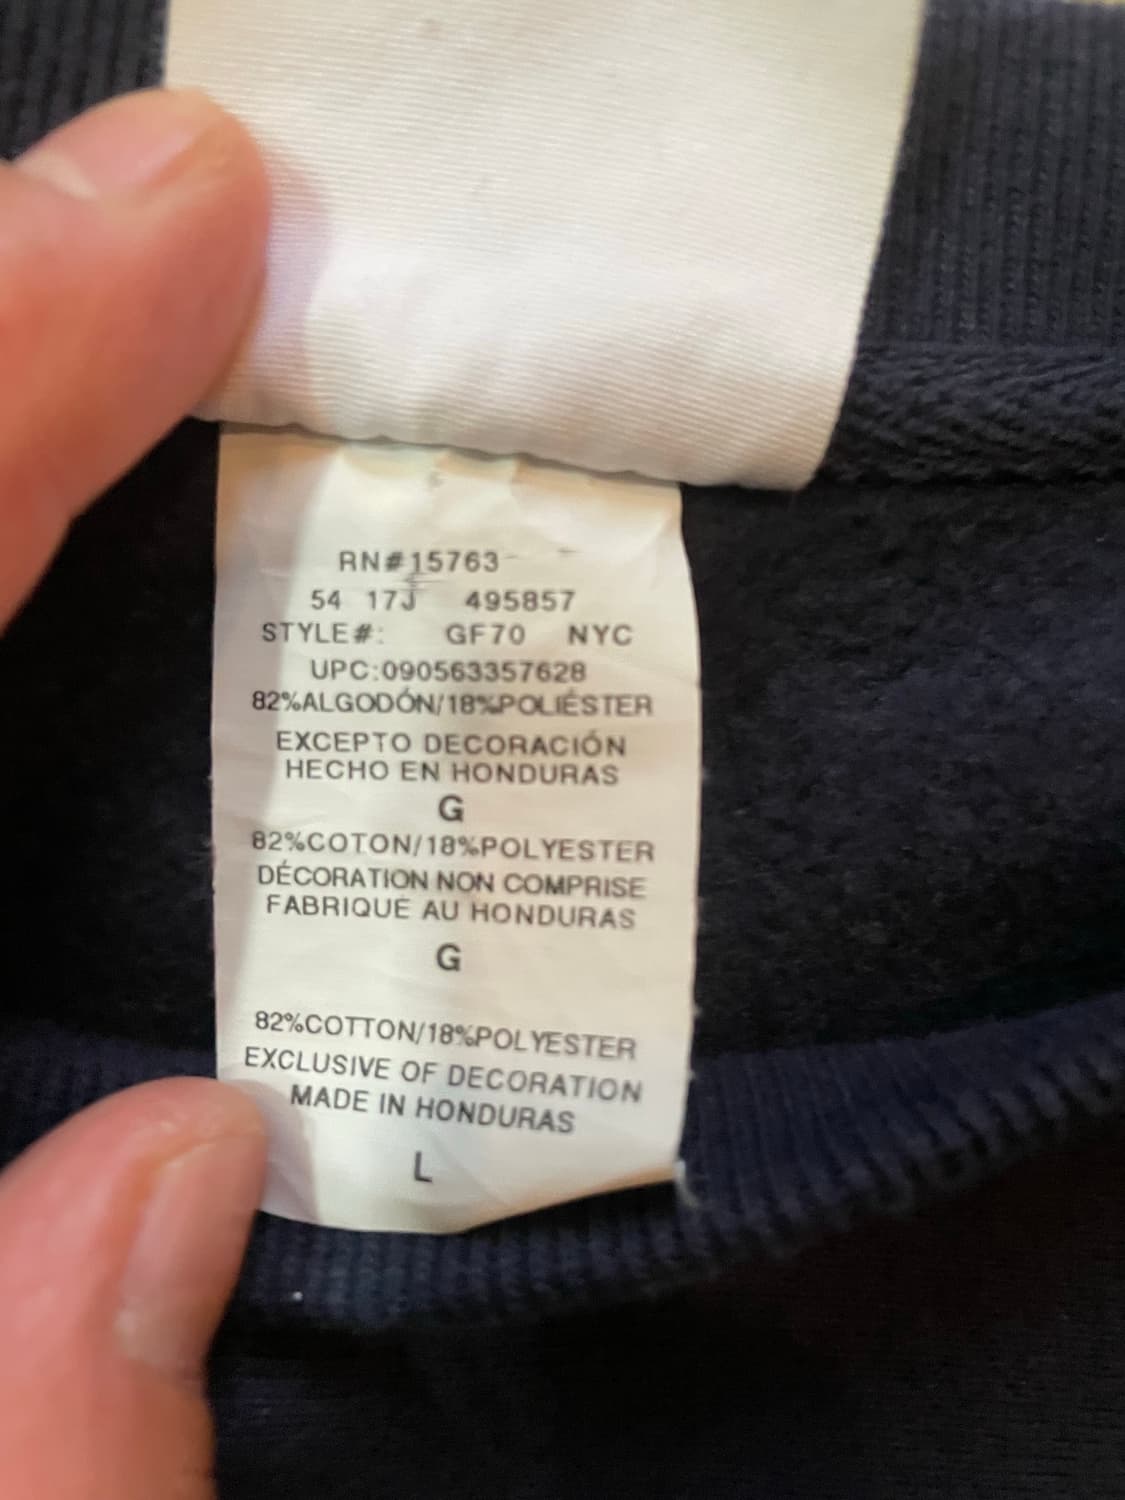 RN#15763
54 17J 495857
STYLE#: GF70 NYC
UPC:090563357628
82%ALGODÓN/18%POLIÉSTER
EXCEPTO DECORACIÓN
HECHO EN HONDURAS
G
82%COTON/18%POLYESTER
DÉCORATION NON COMPRISE
FABRIQUÉ AU HONDURAS
G
82%COTTON/18%POLYESTER
EXCLUSIVE OF DECORATION
MADE IN HONDURAS
L